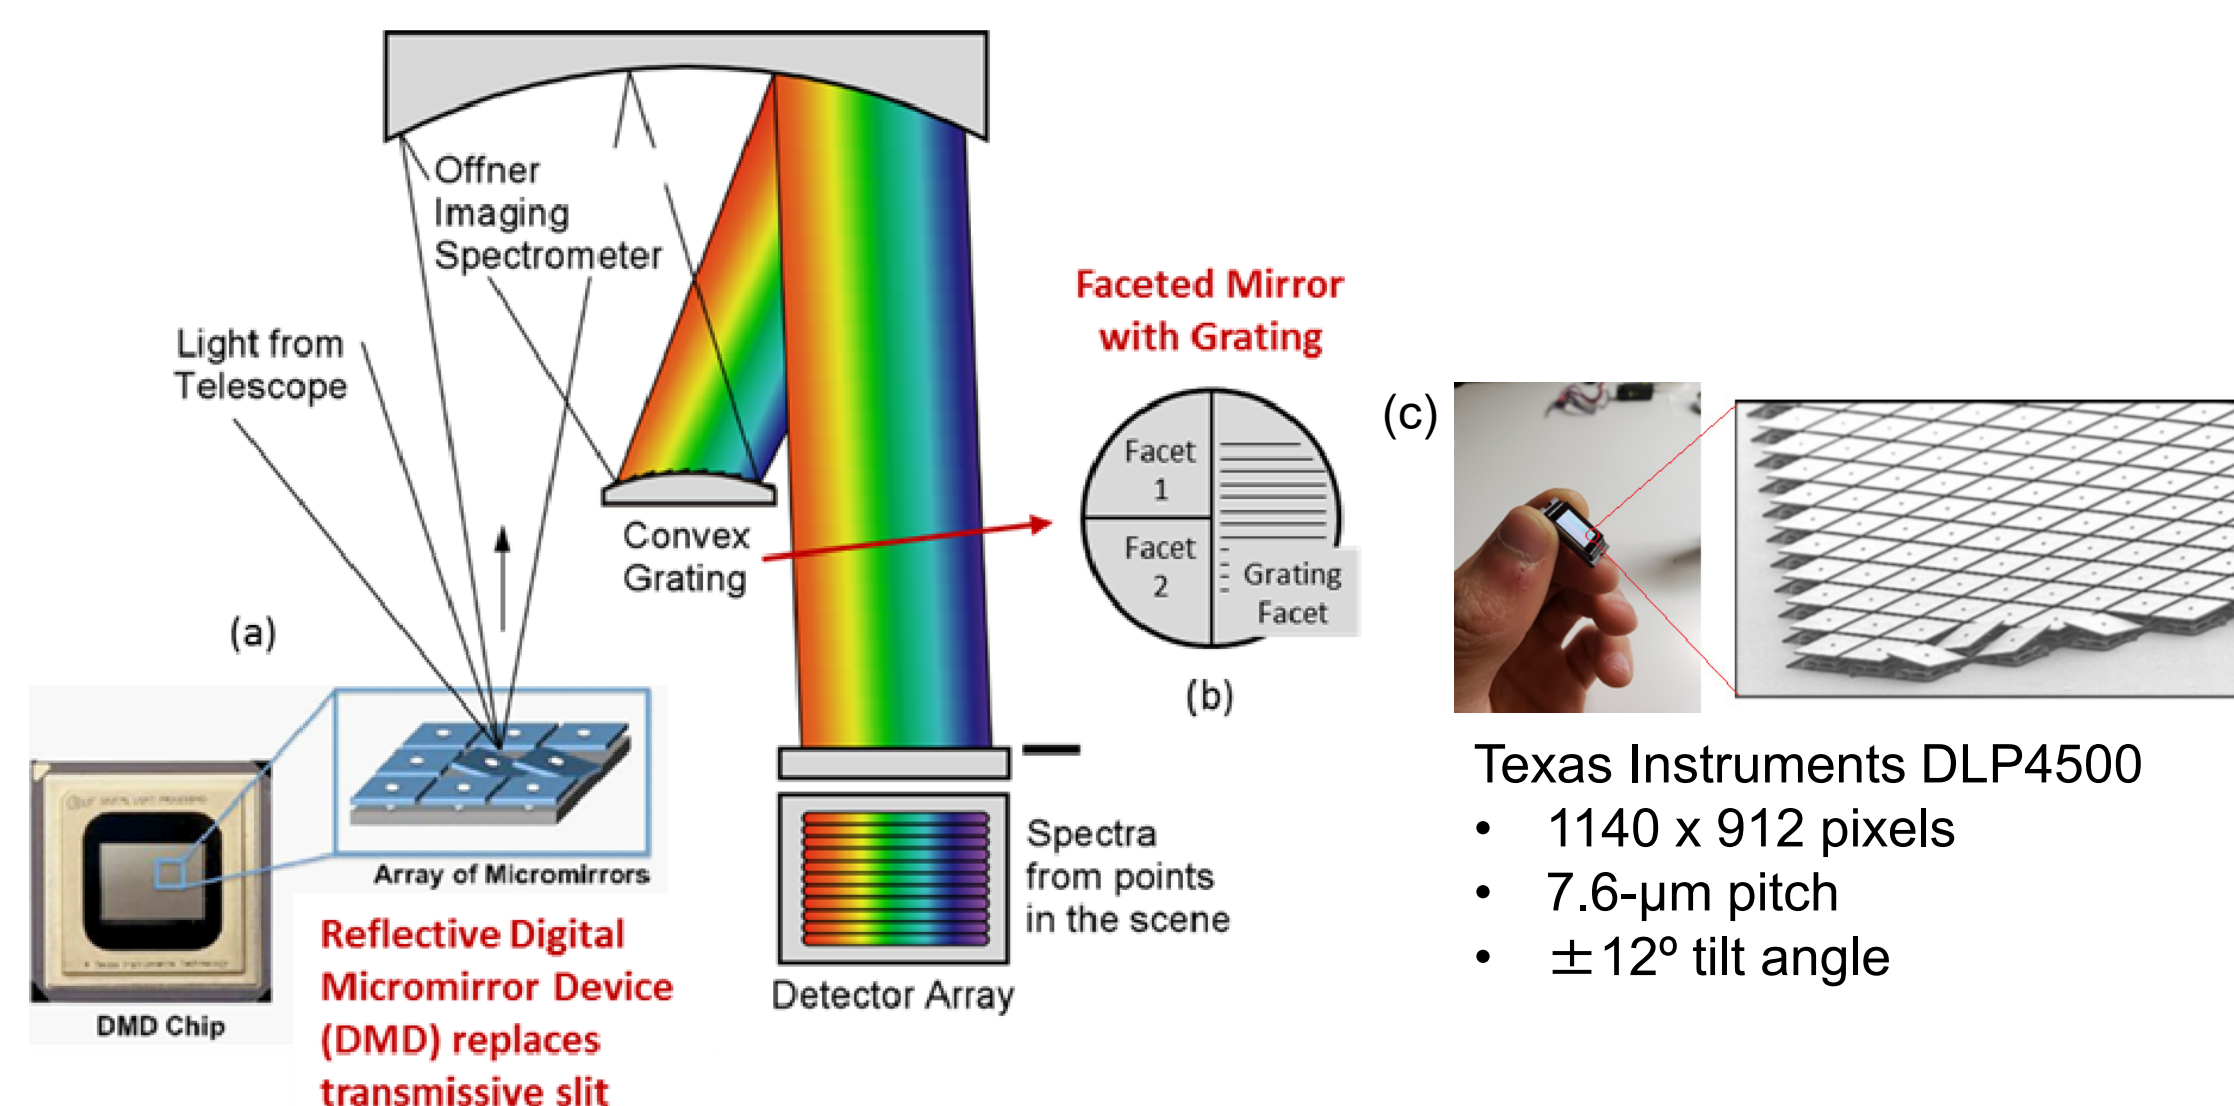 Offner
Imaging
Spectrometer
Light from
Telescope
Convex
Grating
(a)
Array of Micromirrors
DMD Chip
Reflective Digital
Micromirror Device
(DMD) replaces
transmissive slit
Spectra
from points
in the scene
Detector Array
Faceted Mirror
with Grating
Facet
1
Facet
2
Grating
Facet
(b)
(c)
Texas Instruments DLP4500
• 1140 x 912 pixels
• 7.6-µm pitch
• ±12º tilt angle